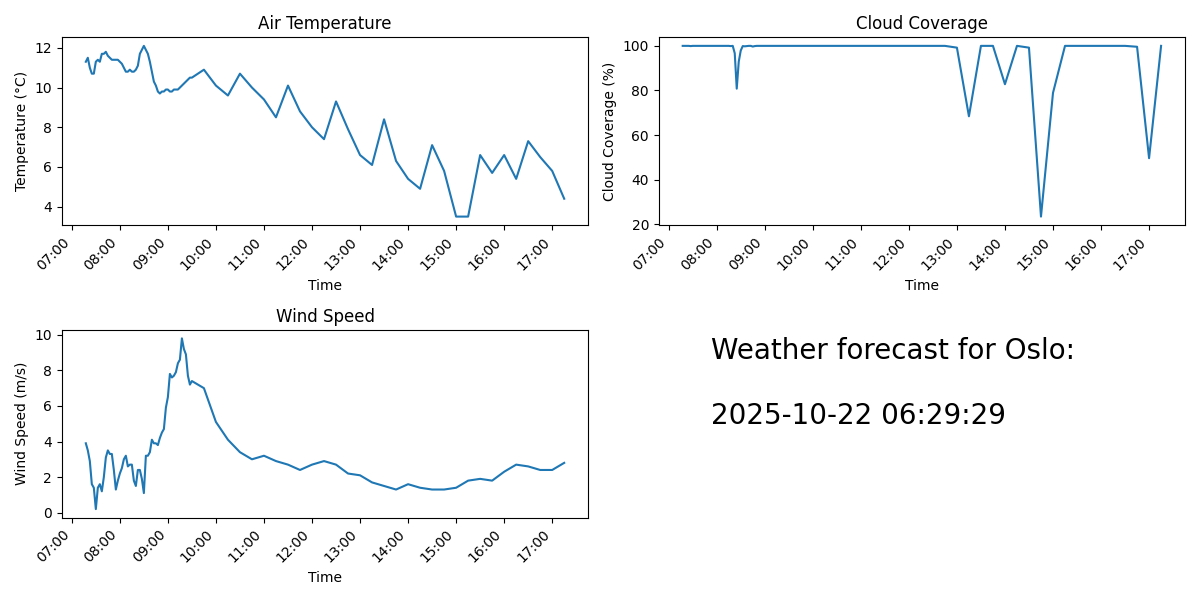 Air Temperature
Temperature (°C)
12
10
8
6
4
07:00 08:00 09:00 10:00 11:00 12:00 13:00 14:00 15:00 16:00 17:00
Time
Cloud Coverage
Cloud Coverage (%)
100
80
60
40
20
07:00 08:00 09:00 10:00 11:00 12:00 13:00 14:00 15:00 16:00 17:00
Time
Wind Speed
Wind Speed (m/s)
10
8
6
4
2
0
07:00 08:00 09:00 10:00 11:00 12:00 13:00 14:00 15:00 16:00 17:00
Time
Weather forecast for Oslo:
2025-10-22 06:29:29